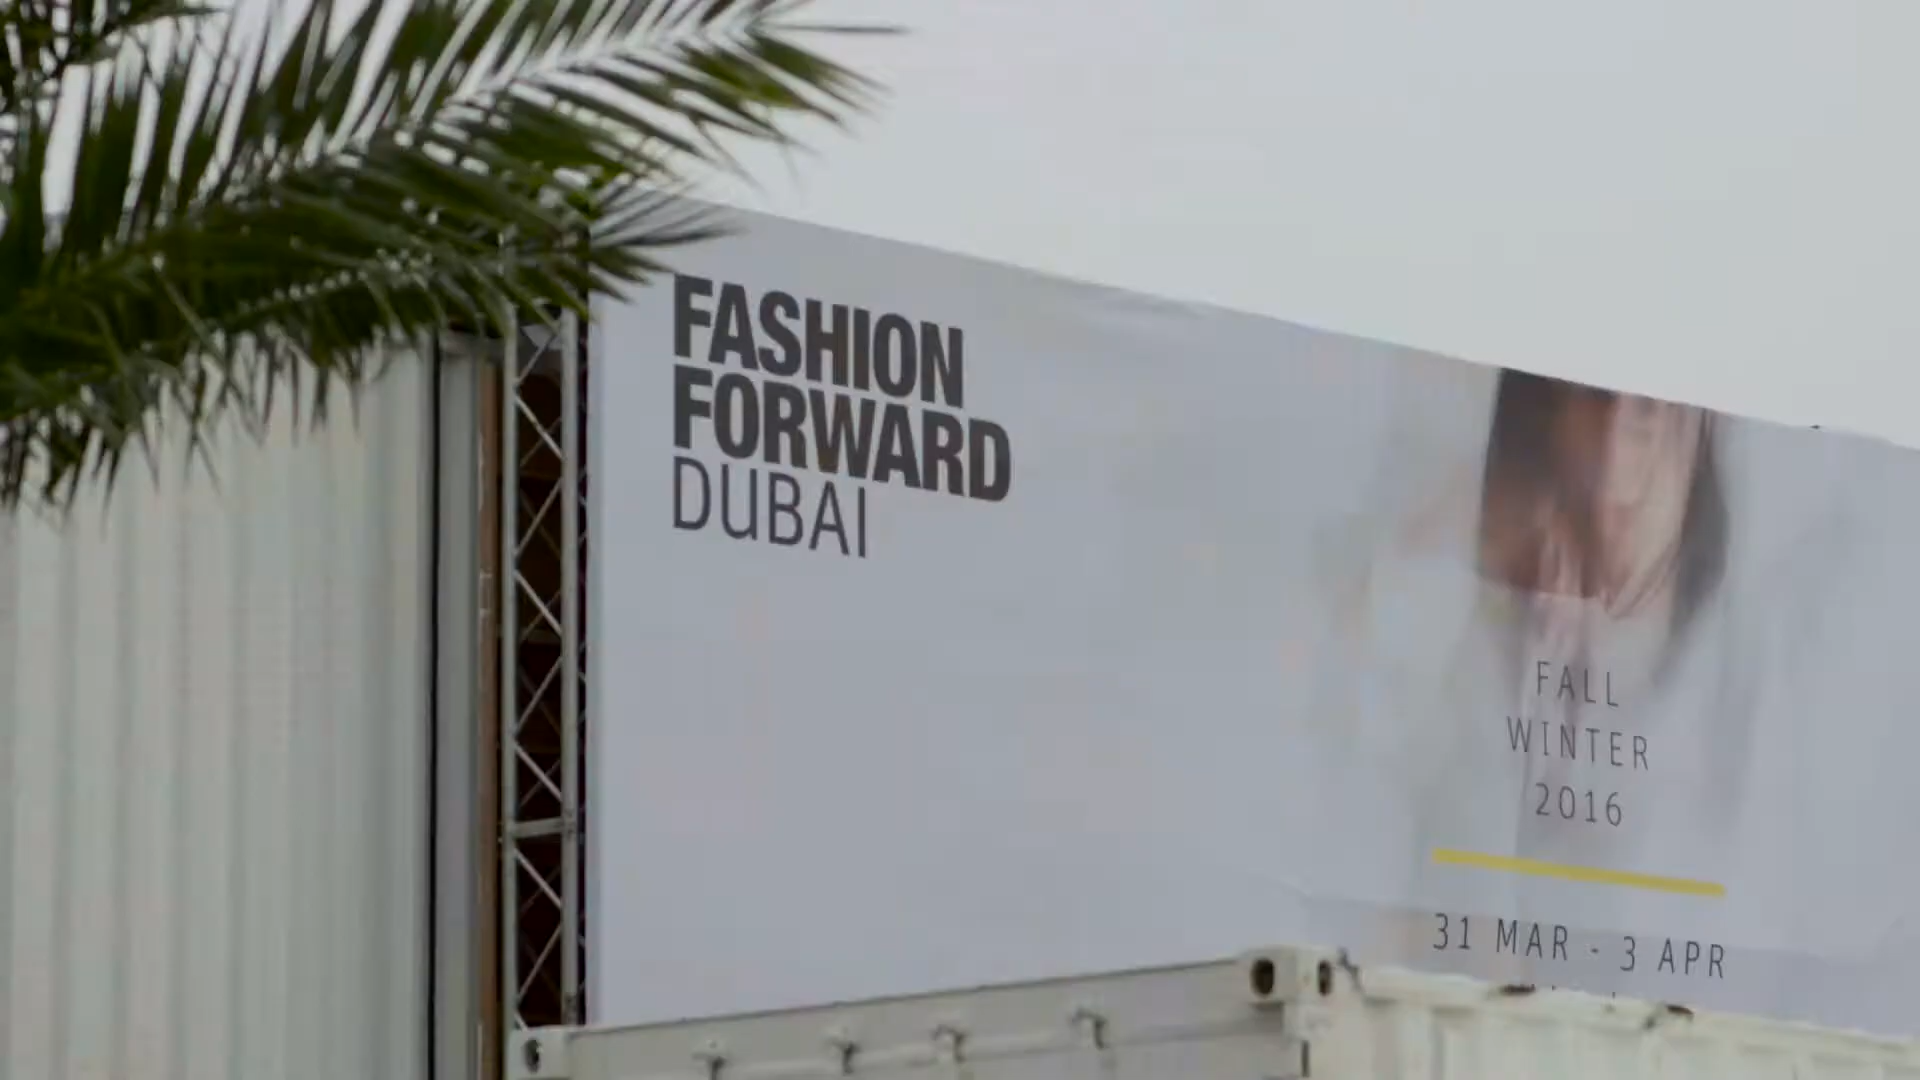 FASHION
FORWARD
DUBAI
FALL
WINTER
2016
31 MAR - 3 APR